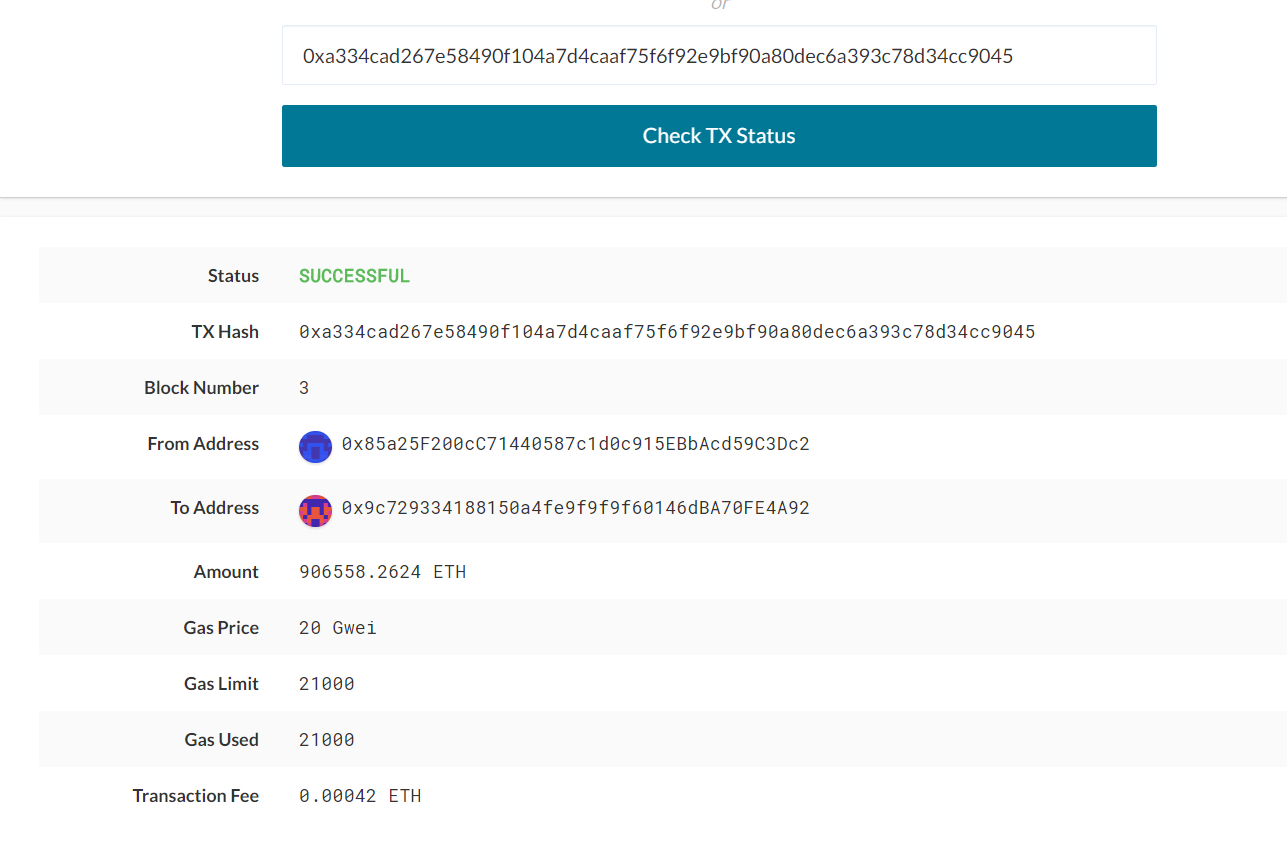 or
0xa334cad267e58490f104a7d4caaf75f6f92e9bf90a80dec6a393c78d34cc9045
Check TX Status
Status SUCCESSFUL
TX Hash 0xa334cad267e58490f104a7d4caaf75f6f92e9bf90a80dec6a393c78d34cc9045
Block Number 3
From Address 0x85a25F200cC71440587c1d0c915EBbAcd59C3Dc2
To Address 0x9c729334188150a4fe9f9f9f60146dBA70FE4A92
Amount 906558.2624 ETH
Gas Price 20 Gwei
Gas Limit 21000
Gas Used 21000
Transaction Fee 0.00042 ETH